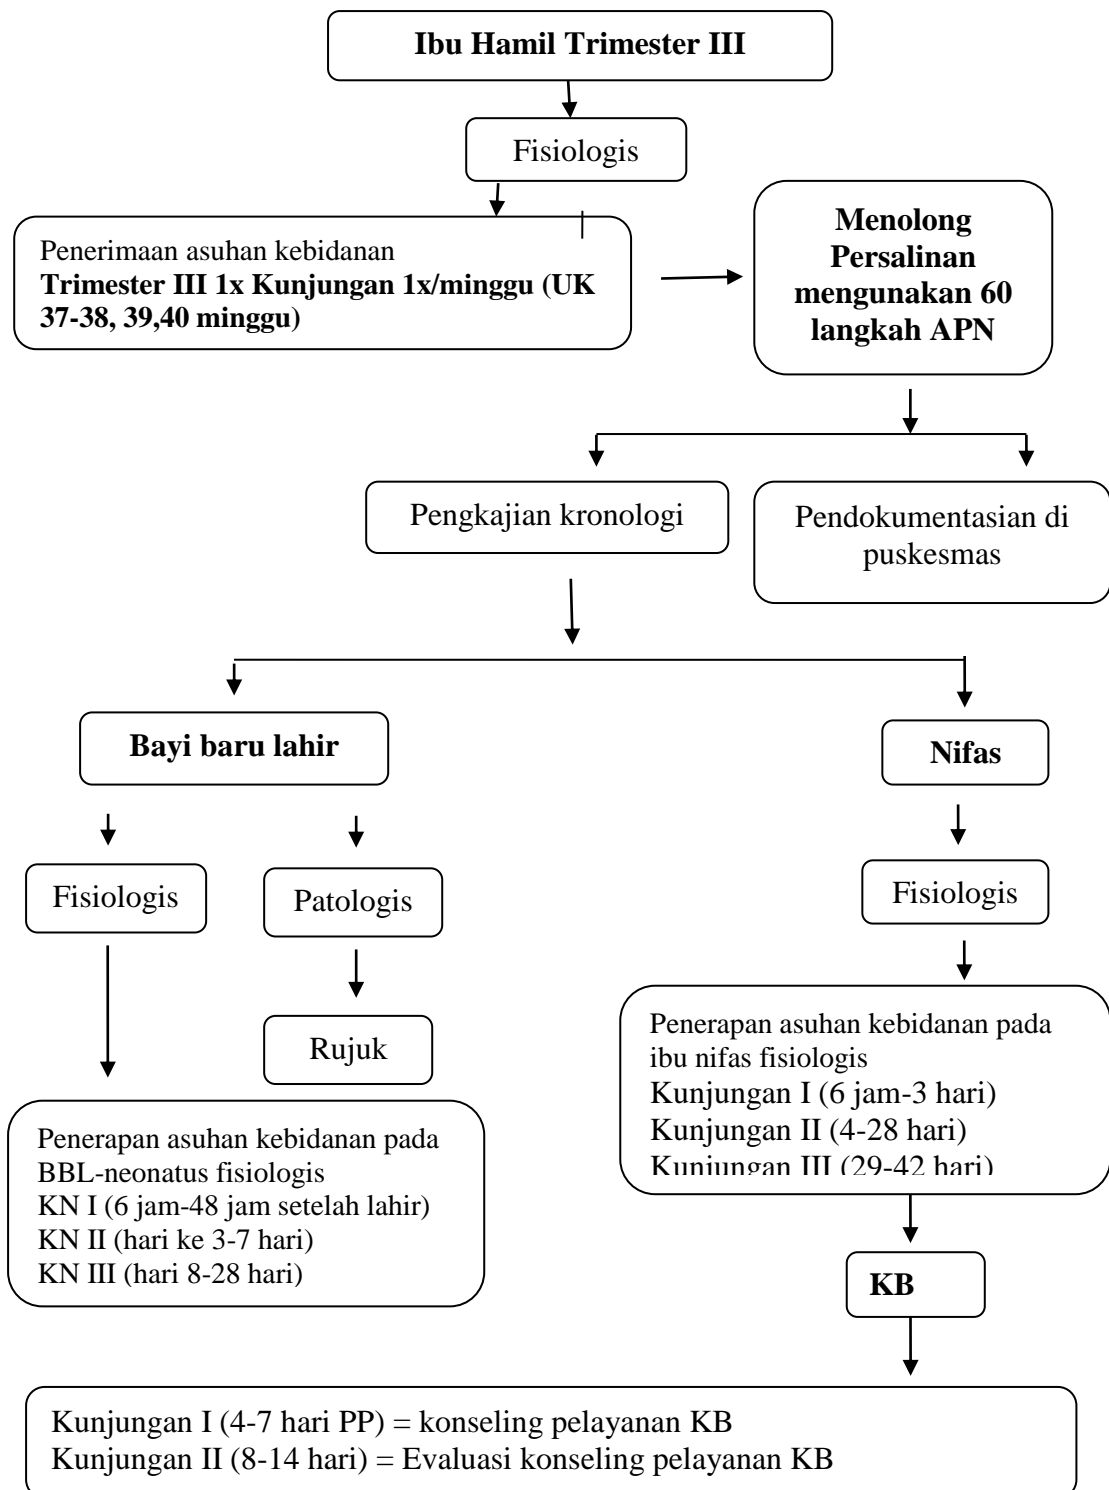 Ibu Hamil Trimester III
Fisiologis
Penerimaan asuhan kebidanan
Trimester III 1x Kunjungan 1x/minggu (UK
37-38, 39,40 minggu)
Menolong
Persalinan
mengunakan 60
langkah APN
Pengkajian kronologi
Pendokumentasian di
puskesmas
Bayi baru lahir
Nifas
Fisiologis
Patologis
Fisiologis
Rujuk
Penerapan asuhan kebidanan pada
BBL-neonatus fisiologis
KN I (6 jam-48 jam setelah lahir)
KN II (hari ke 3-7 hari)
KN III (hari 8-28 hari)
Penerapan asuhan kebidanan pada
ibu nifas fisiologis
Kunjungan I (6 jam-3 hari)
Kunjungan II (4-28 hari)
Kunjungan III (29-42 hari)
KB
Kunjungan I (4-7 hari PP) = konseling pelayanan KB
Kunjungan II (8-14 hari) = Evaluasi konseling pelayanan KB